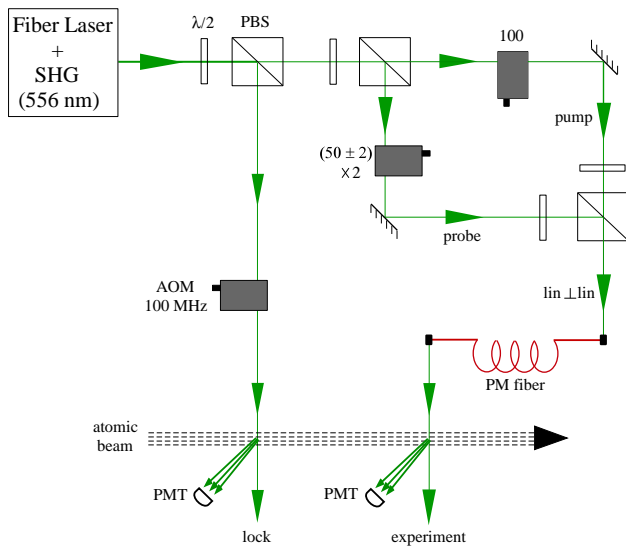 Fiber Laser
+
SHG
(556 nm)
λ/2
PBS
100
pump
(50 ± 2)
×2
probe
AOM
100 MHz
lin⊥lin
PM fiber
atomic
beam
PMT
PMT
lock
experiment